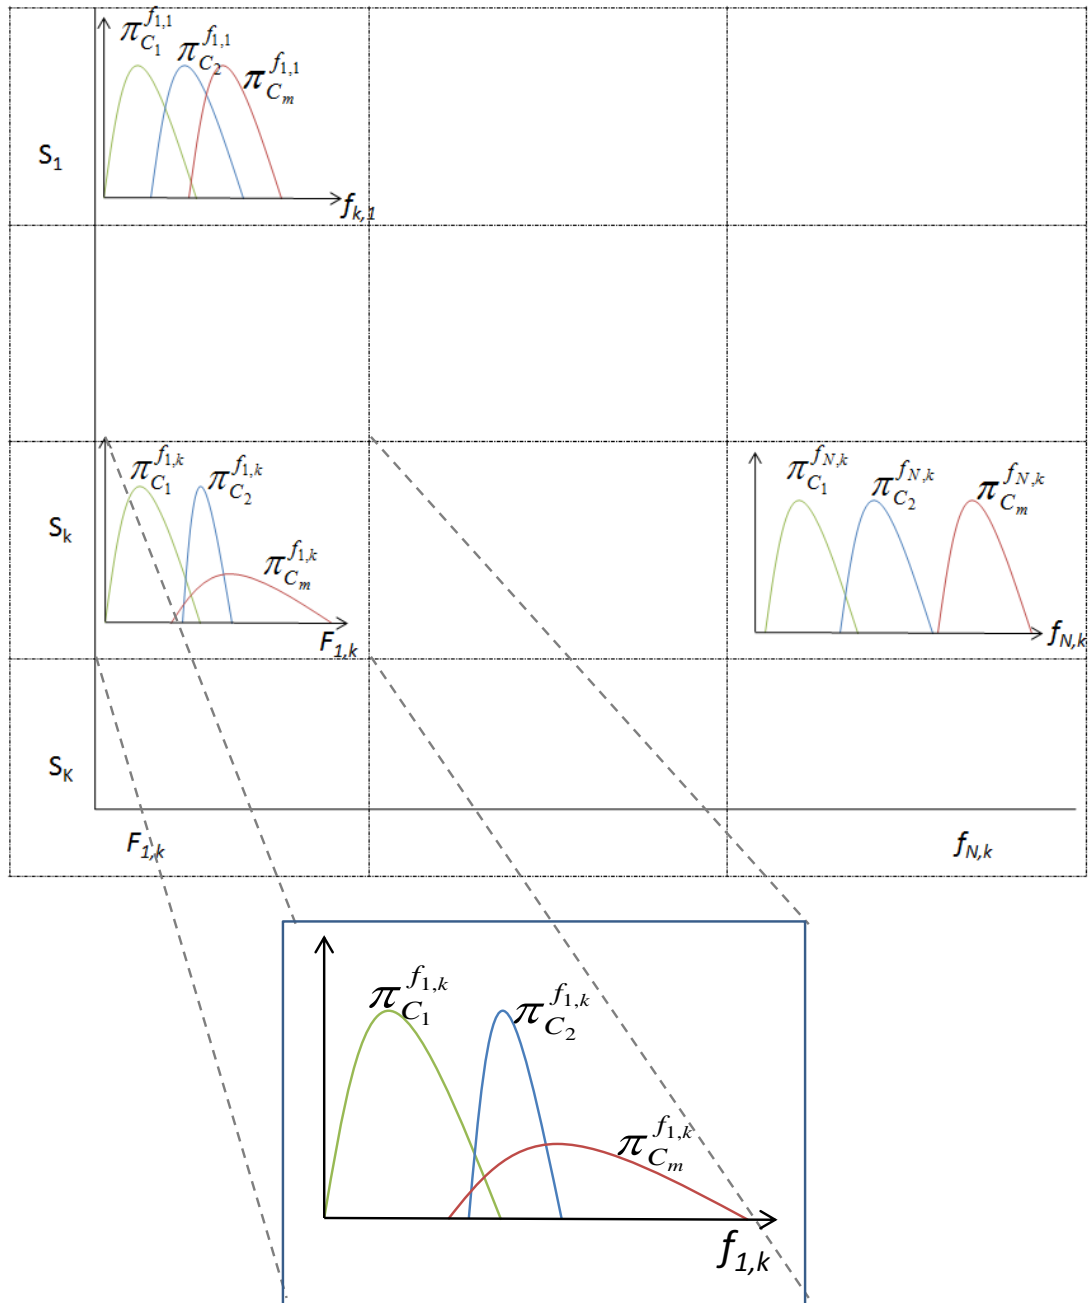 π_{C_1}^{f_{1,1}} π_{C_2}^{f_{1,1}} π_{C_m}^{f_{1,1}}
S_1
f_{k,1}
π_{C_1}^{f_{1,k}} π_{C_2}^{f_{1,k}} π_{C_m}^{f_{1,k}}
S_k
F_{1,k}
π_{C_1}^{f_{N,k}} π_{C_2}^{f_{N,k}} π_{C_m}^{f_{N,k}}
f_{N,k}
S_K
F_{1,k} f_{N,k}
π_{C_1}^{f_{1,k}} π_{C_2}^{f_{1,k}}
π_{C_m}^{f_{1,k}}
f_{1,k}